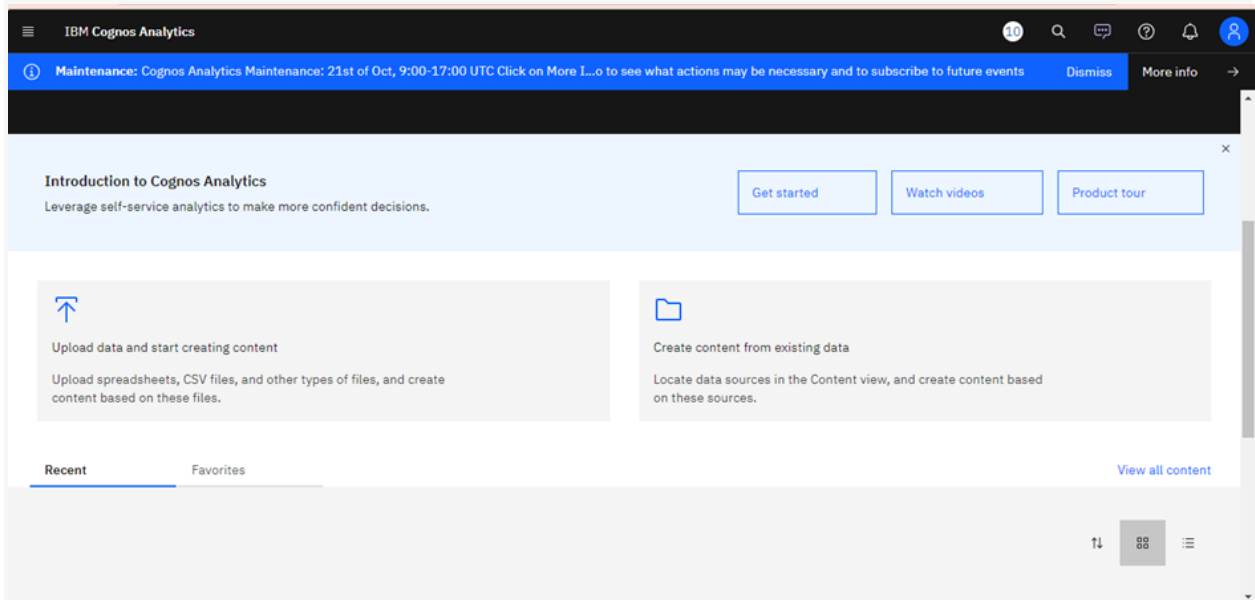 IBM Cognos Analytics
10
Maintenance: Cognos Analytics Maintenance: 21st of Oct, 9:00-17:00 UTC Click on More I...o to see what actions may be necessary and to subscribe to future events
Dismiss
More info
Introduction to Cognos Analytics
Leverage self-service analytics to make more confident decisions.
Get started
Watch videos
Product tour
Upload data and start creating content
Upload spreadsheets, CSV files, and other types of files, and create
content based on these files.
Create content from existing data
Locate data sources in the Content view, and create content based
on these sources.
Recent
Favorites
View all content